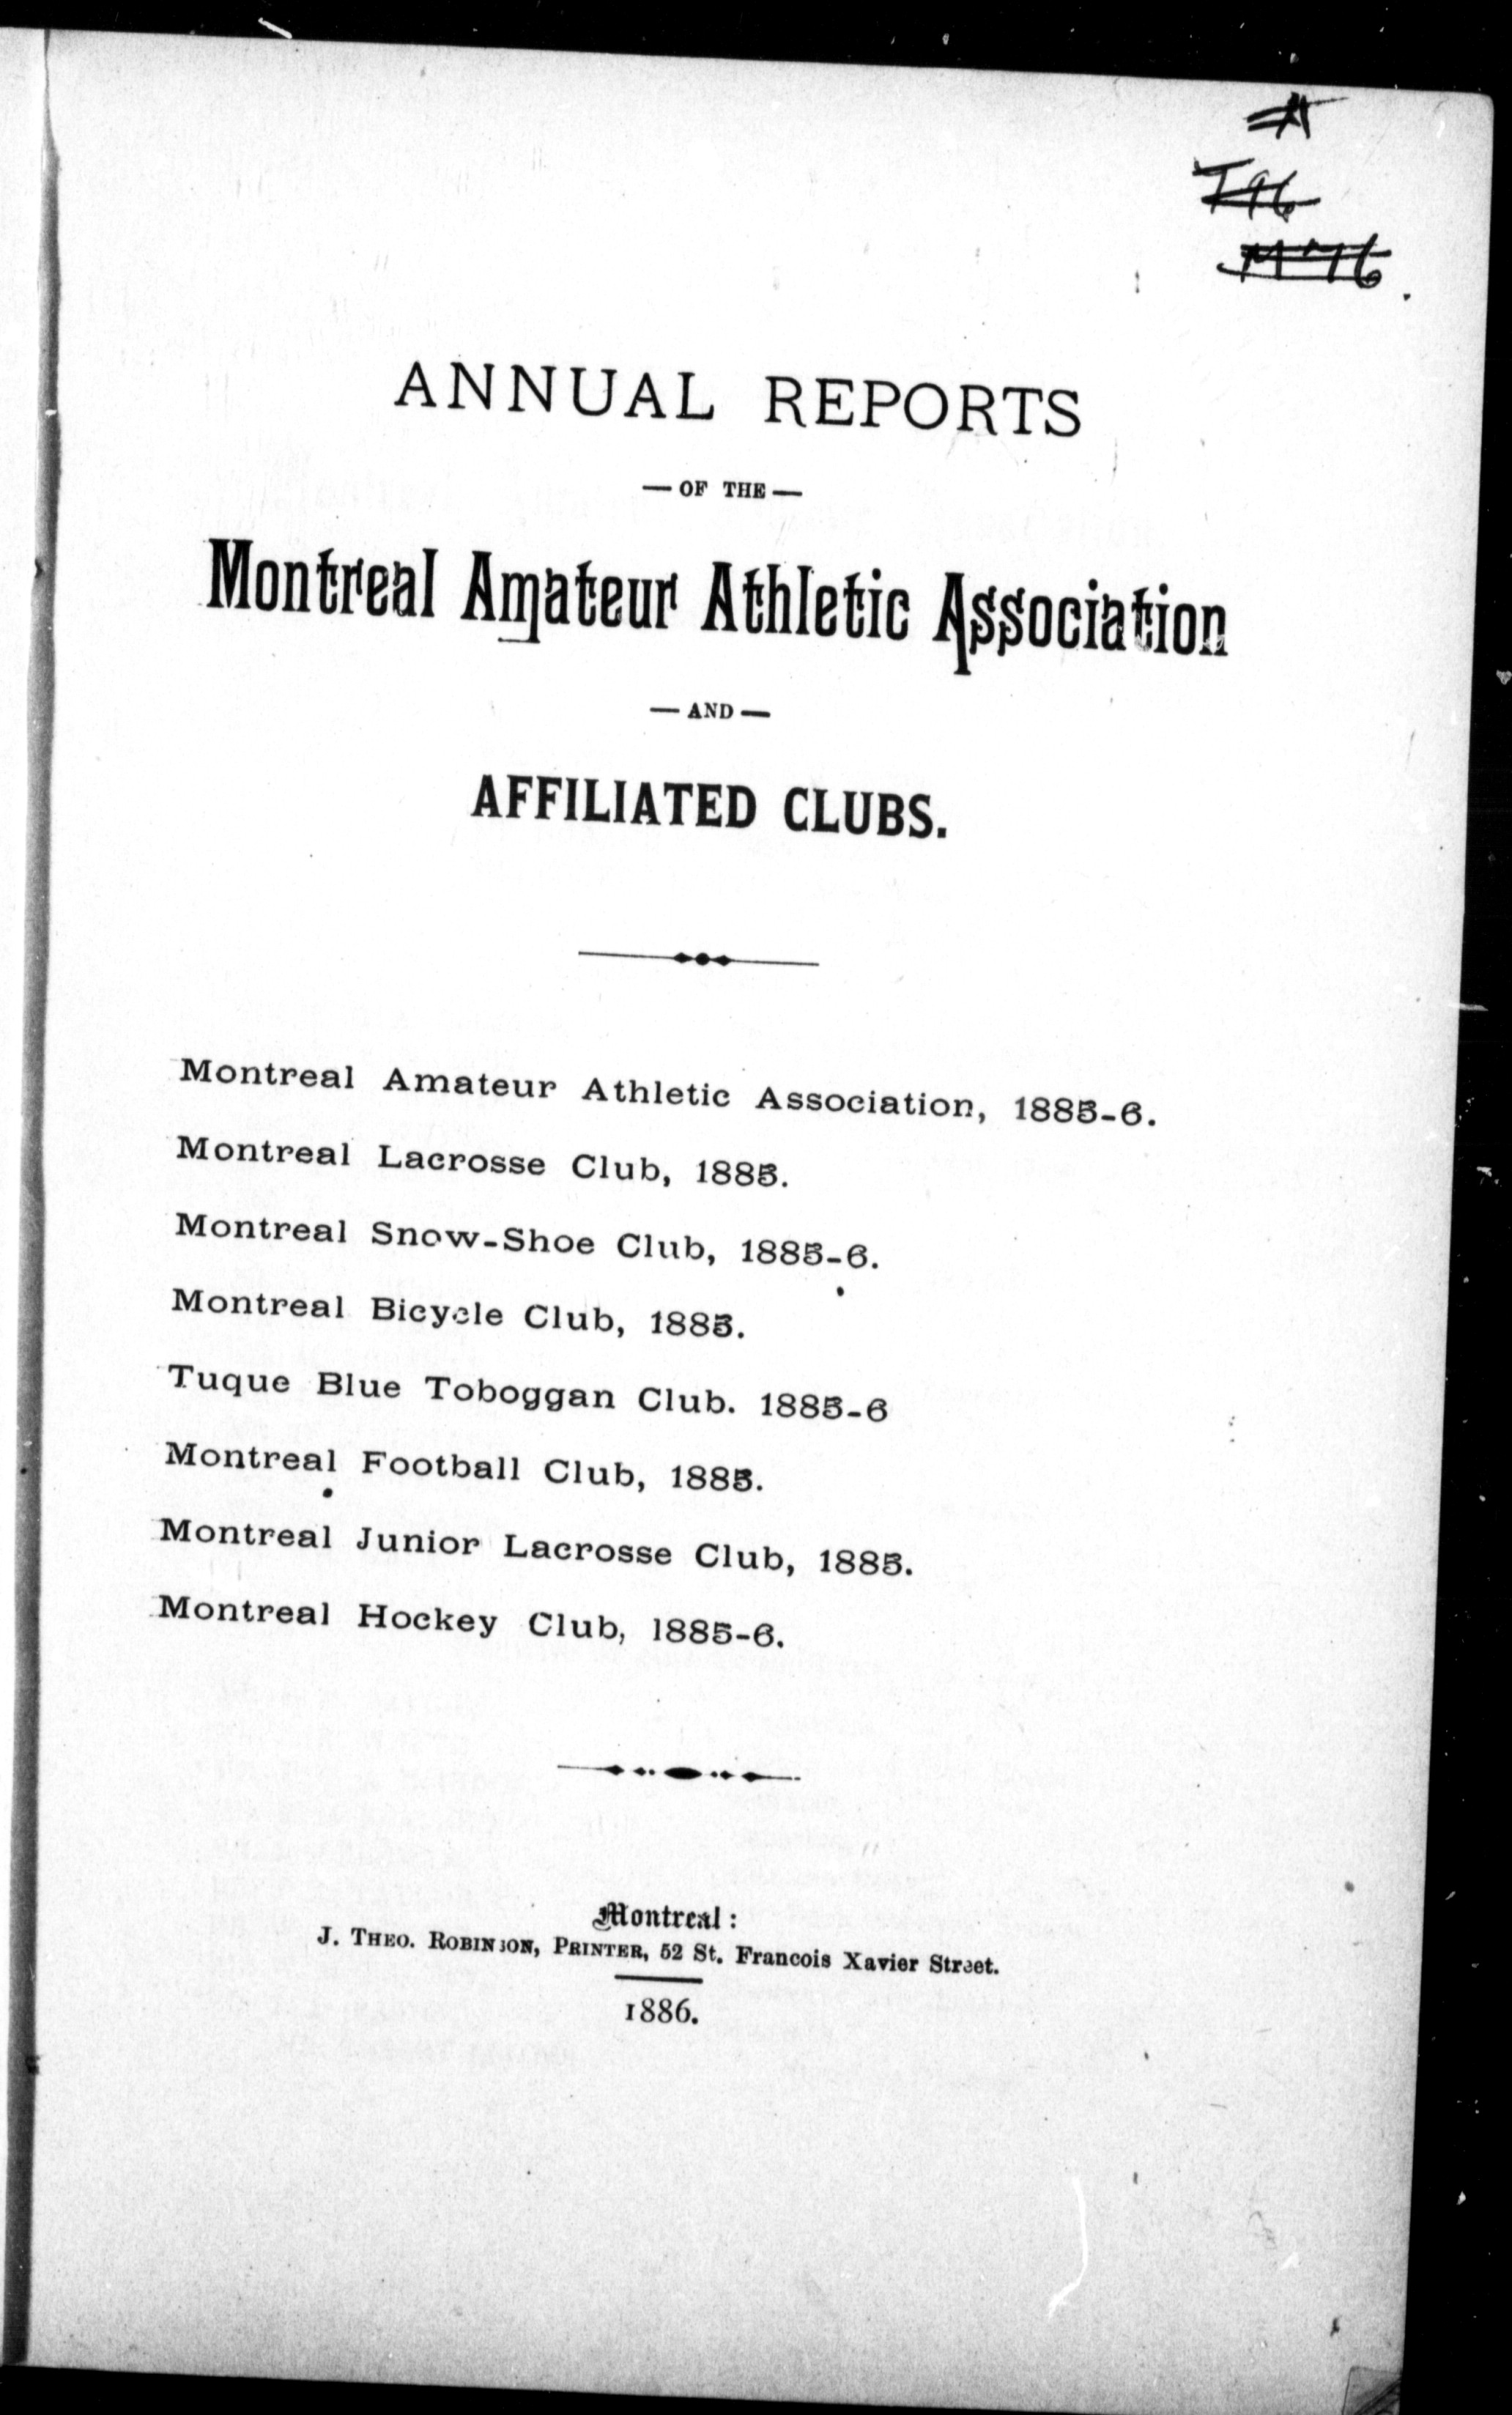 ANNUAL REPORTS
— OF THE —
Montreal Amateur Athletic Association
— AND —
AFFILIATED CLUBS.
Montreal Amateur Athletic Association, 1885-6.
Montreal Lacrosse Club, 1885.
Montreal Snow-Shoe Club, 1885-6.
Montreal Bicycle Club, 1885.
Tuque Blue Toboggan Club. 1885-6
Montreal Football Club, 1885.
Montreal Junior Lacrosse Club, 1885.
Montreal Hockey Club, 1885-6.
Montreal:
J. THEO. ROBINSON, PRINTER, 52 St. Francois Xavier Street.
1886.